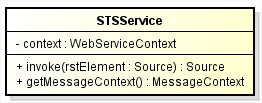 STSService
- context : WebServiceContext
+ invoke(rstElement : Source) : Source
+ getMessageContext() : MessageContext